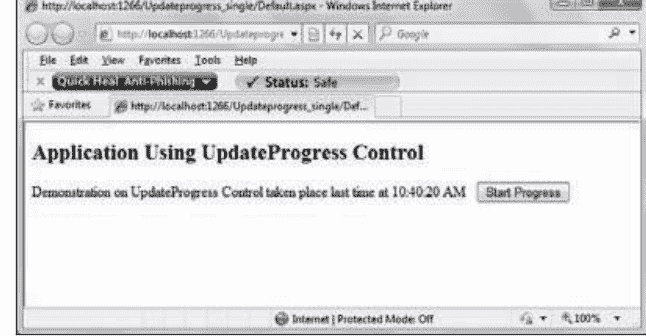 http://localhost:1266/Updateprogress_single/Default.aspx - Windows Internet Explorer
http://localhost:1266/Updateprogre
Google
File Edit View Favorites Tools Help
Quick Heal Anti-Phishing Status: Safe
Favorites http://localhost:1266/Updateprogress_single/Def...
Application Using UpdateProgress Control
Demonstration on UpdateProgress Control taken place last time at 10:40:20 AM Start Progress
Internet | Protected Mode: Off 100%